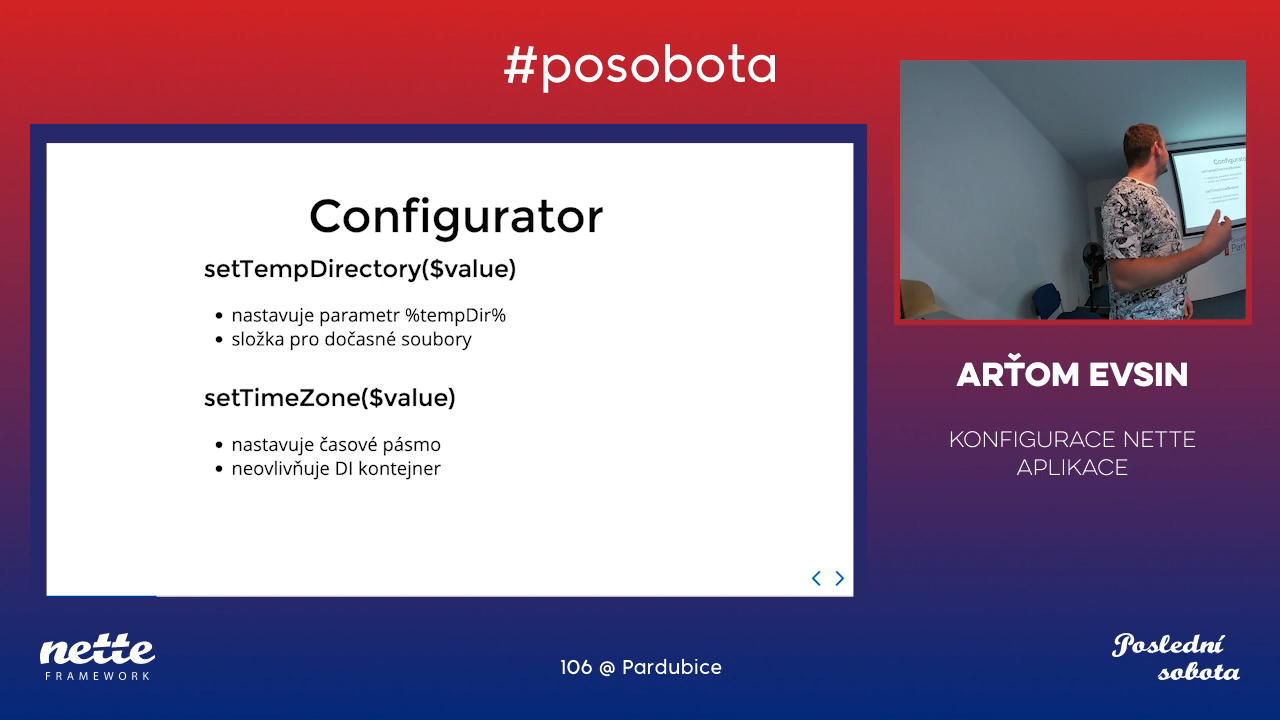 #posobota
Configurator
setTempDirectory($value)
nastavuje parametr %tempDir%
složka pro dočasné soubory
setTimeZone($value)
nastavuje časové pásmo
neovlivňuje DI kontejner
Configurator
ARŤOM EVSIN
KONFIGURACE NETTE
APLIKACE
nette
FRAMEWORK
106 @ Pardubice
Poslední
sobota